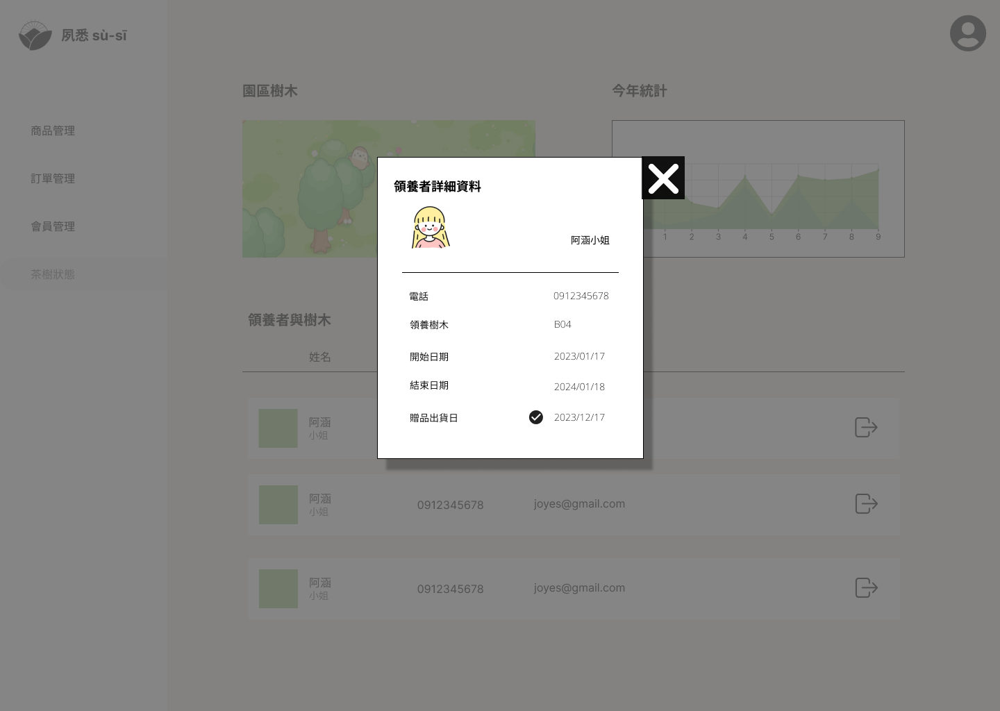 夙悉 sù-sī
商品管理
訂單管理
會員管理
茶樹狀態
園區樹木
今年統計
1 2 3 4 5 6 7 8 9
領養者詳細資料
阿涵小姐
電話 0912345678
領養樹木 B04
開始日期 2023/01/17
結束日期 2024/01/18
贈品出貨日 2023/12/17
領養者與樹木
姓名
阿涵
小姐
阿涵
小姐
0912345678 joyes@gmail.com
阿涵
小姐
0912345678 joyes@gmail.com